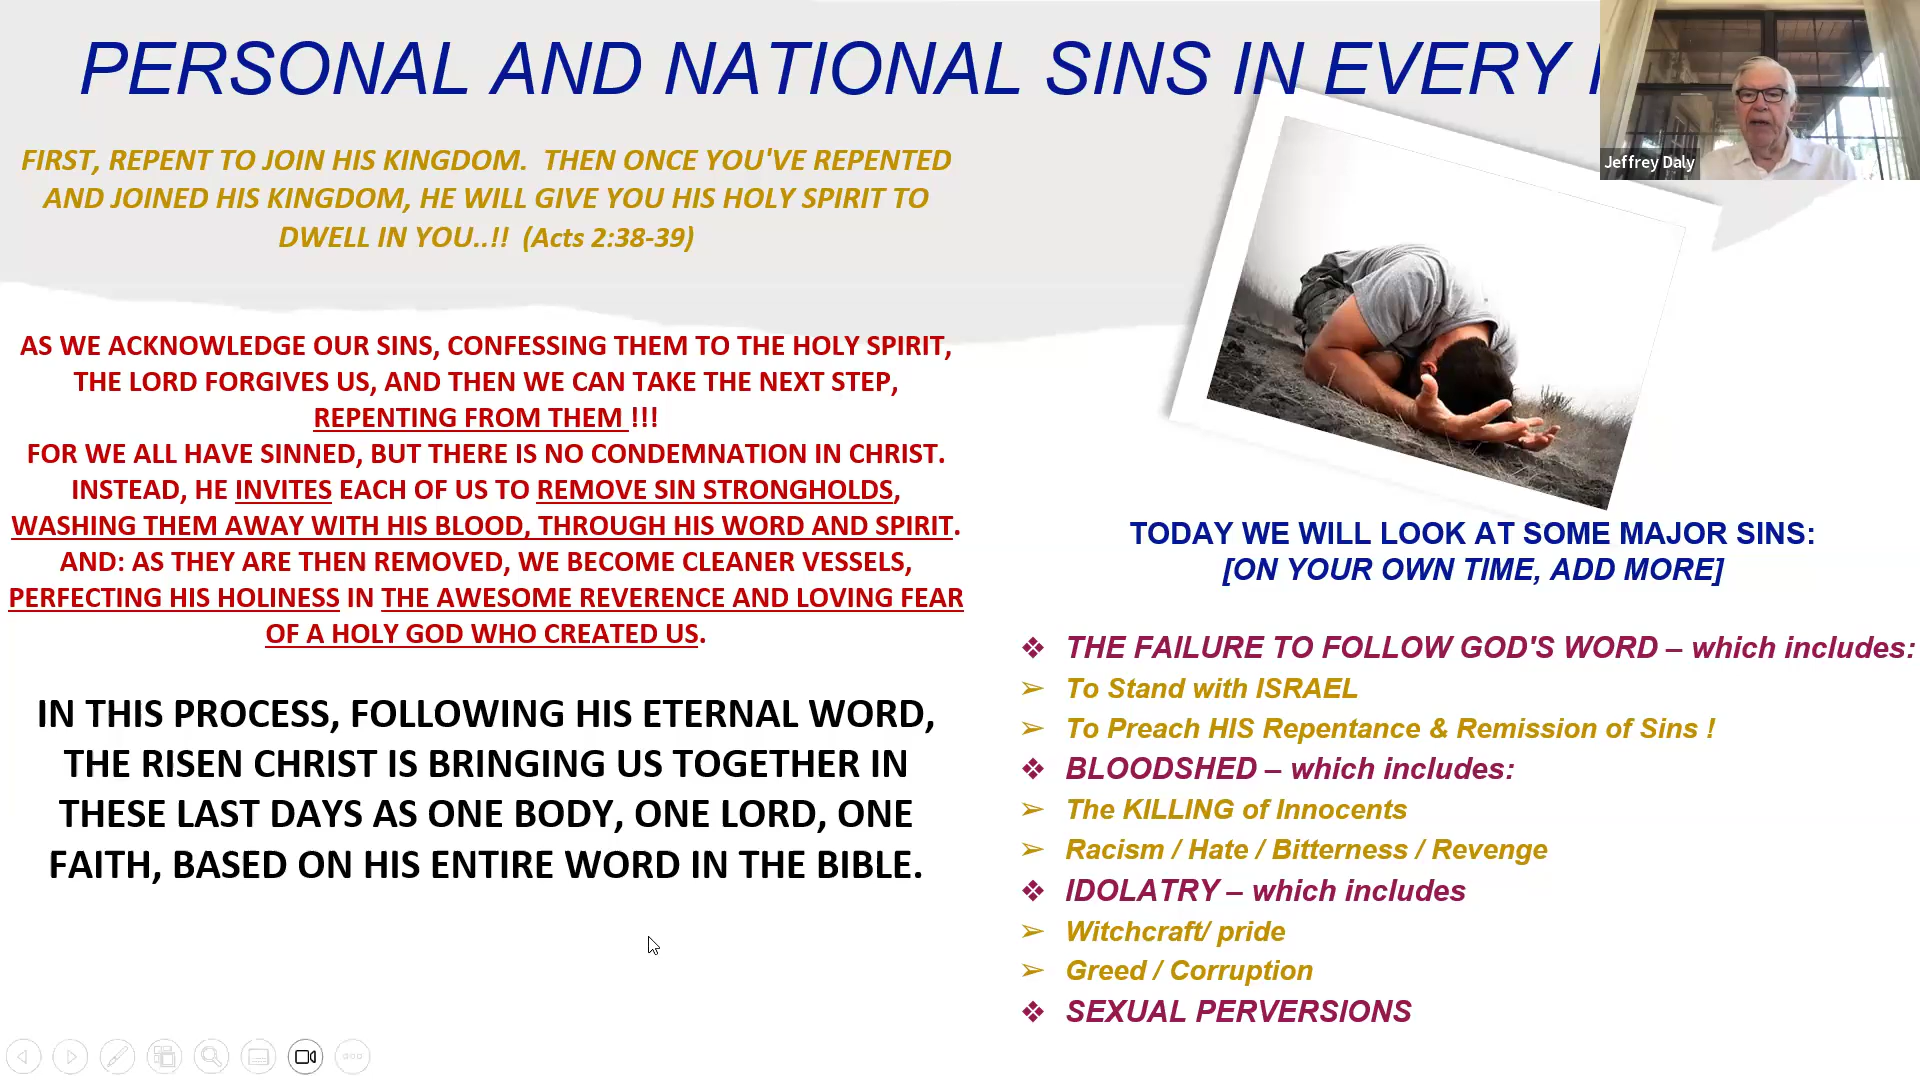 PERSONAL AND NATIONAL SINS IN EVERY
FIRST, REPENT TO JOIN HIS KINGDOM. THEN ONCE YOU'VE REPENTED
AND JOINED HIS KINGDOM, HE WILL GIVE YOU HIS HOLY SPIRIT TO
DWELL IN YOU..!! (Acts 2:38-39)
AS WE ACKNOWLEDGE OUR SINS, CONFESSING THEM TO THE HOLY SPIRIT,
THE LORD FORGIVES US, AND THEN WE CAN TAKE THE NEXT STEP,
REPENTING FROM THEM !!!
FOR WE ALL HAVE SINNED, BUT THERE IS NO CONDEMNATION IN CHRIST.
INSTEAD, HE INVITES EACH OF US TO REMOVE SIN STRONGHOLDS,
WASHING THEM AWAY WITH HIS BLOOD, THROUGH HIS WORD AND SPIRIT.
AND: AS THEY ARE THEN REMOVED, WE BECOME CLEANER VESSELS,
PERFECTING HIS HOLINESS IN THE AWESOME REVERENCE AND LOVING FEAR
OF A HOLY GOD WHO CREATED US.
IN THIS PROCESS, FOLLOWING HIS ETERNAL WORD,
THE RISEN CHRIST IS BRINGING US TOGETHER IN
THESE LAST DAYS AS ONE BODY, ONE LORD, ONE
FAITH, BASED ON HIS ENTIRE WORD IN THE BIBLE.
Jeffrey Daly
TODAY WE WILL LOOK AT SOME MAJOR SINS:
[ON YOUR OWN TIME, ADD MORE]
❖ THE FAILURE TO FOLLOW GOD'S WORD – which includes:
➢ To Stand with ISRAEL
➢ To Preach HIS Repentance & Remission of Sins !
❖ BLOODSHED – which includes:
➢ The KILLING of Innocents
➢ Racism / Hate / Bitterness / Revenge
❖ IDOLATRY – which includes
➢ Witchcraft/ pride
➢ Greed / Corruption
❖ SEXUAL PERVERSIONS